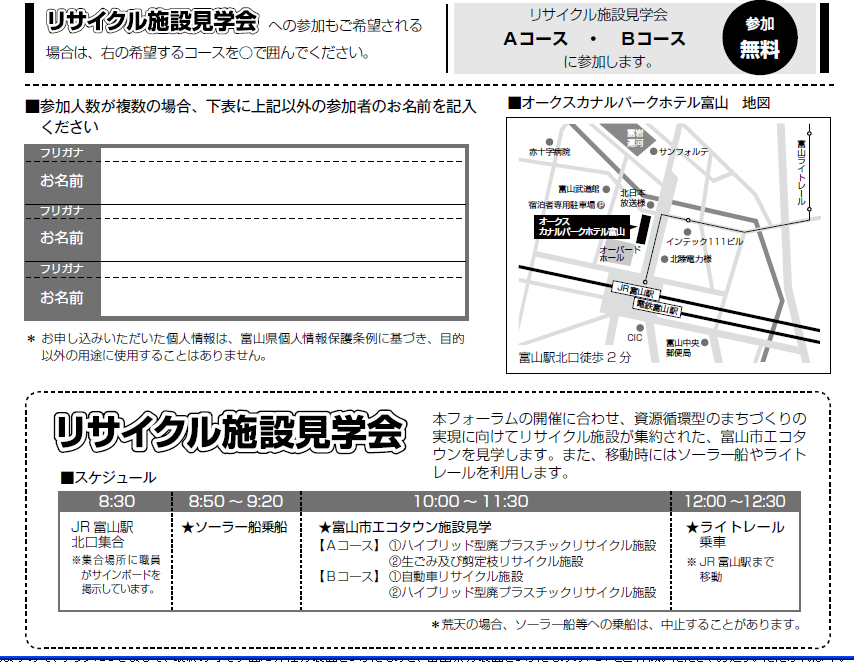 リサイクル施設見学会 への参加もご希望される
場合は、右の希望するコースを○で囲んでください。
リサイクル施設見学会
Aコース ・ Bコース
に参加します。
参加
無料
■参加人数が複数の場合、下表に上記以外の参加者のお名前を記入
ください
フリガナ
お名前
フリガナ
お名前
フリガナ
お名前
＊ お申し込みいただいた個人情報は、富山県個人情報保護条例に基づき、目的
以外の用途に使用することはありません。
■オークスカナルパークホテル富山 地図
富岩
運河
赤十字病院
サンフォルテ
富山ライトレール
富山武道館
北日本
放送様
宿泊者専用駐車場Ⓟ
オークス
カナルパークホテル富山
インテック111ビル
オーバード
ホール
北陸電力様
JR富山駅
電鉄富山駅
CIC
富山中央
郵便局
富山駅北口徒歩2分
リサイクル施設見学会
本フォーラムの開催に合わせ、資源循環型のまちづくりの
実現に向けてリサイクル施設が集約された、富山市エコタ
ウンを見学します。また、移動時にはソーラー船やライト
レールを利用します。
■スケジュール
8:30
8:50～9:20
10:00～11:30
12:00～12:30
JR富山駅
北口集合
※集合場所に職員
がサインボードを
掲示しています。
★ソーラー船乗船
★富山市エコタウン施設見学
【Aコース】①ハイブリッド型廃プラスチックリサイクル施設
②生ごみ及び剪定枝リサイクル施設
【Bコース】①自動車リサイクル施設
②ハイブリッド型廃プラスチックリサイクル施設
★ライトレール
乗車
※JR富山駅まで
移動
＊荒天の場合、ソーラー船等への乗船は、中止することがあります。